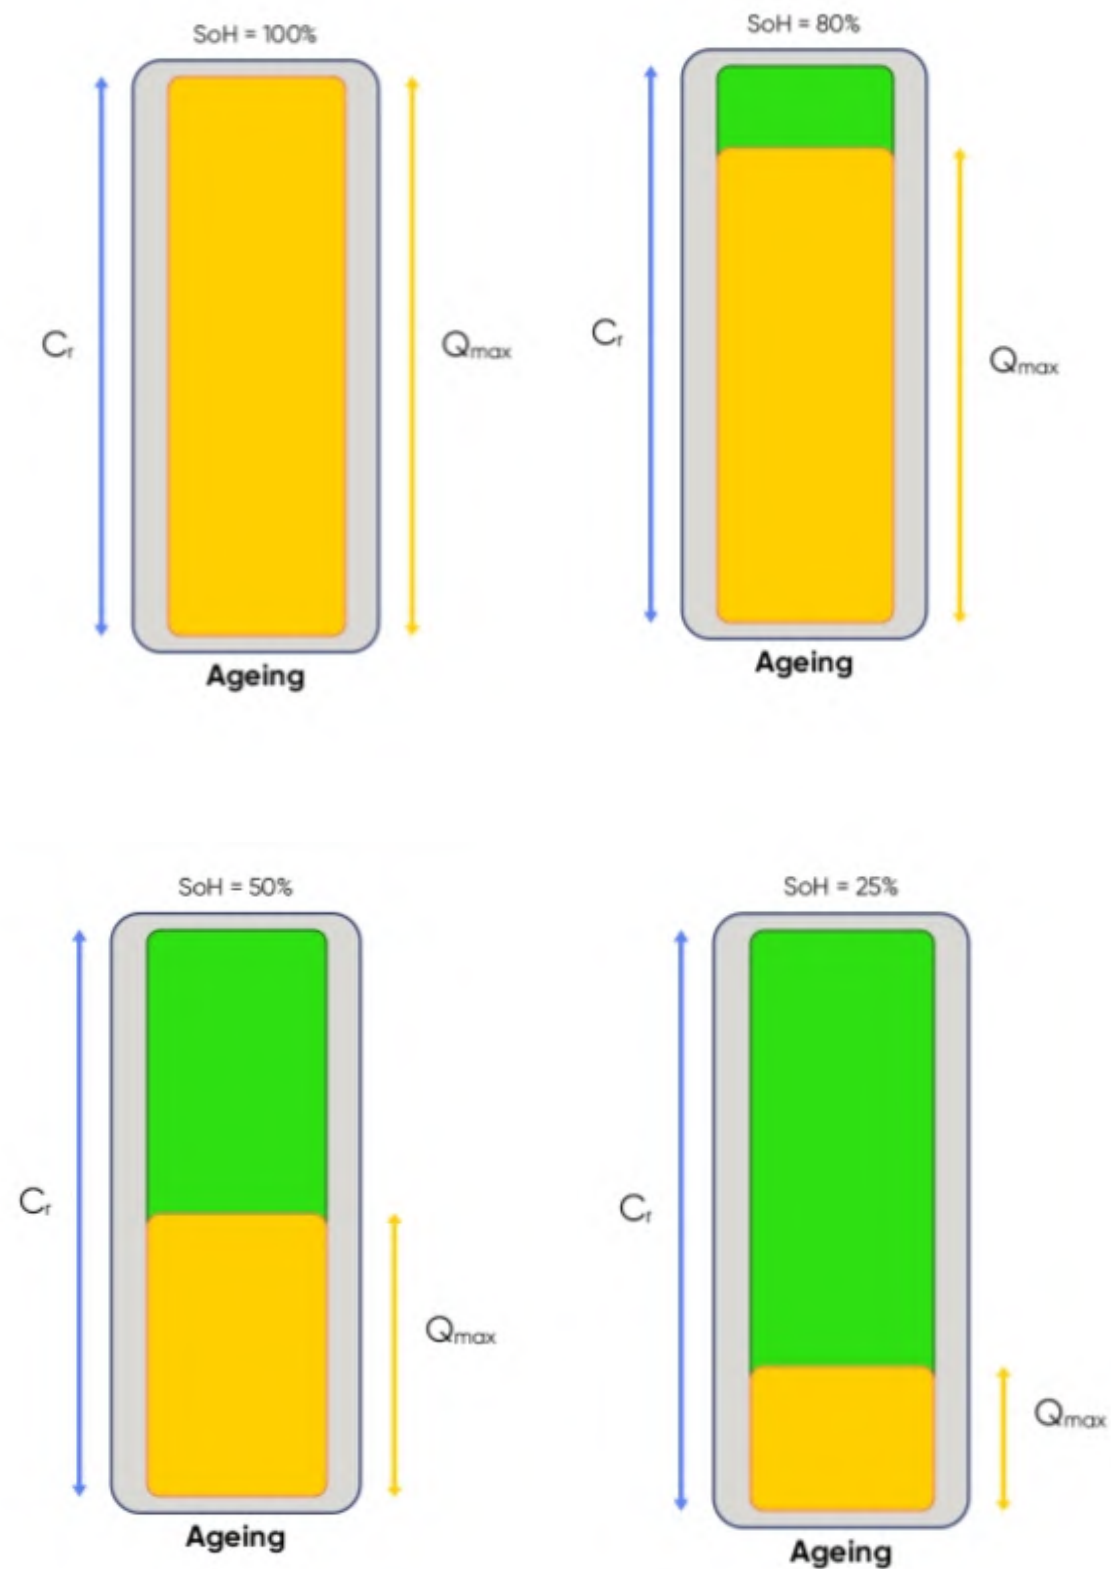 SoH = 100%
Cr
Qmax
Ageing
SoH = 80%
Cr
Qmax
Ageing
SoH = 50%
Cr
Qmax
Ageing
SoH = 25%
Cr
Qmax
Ageing